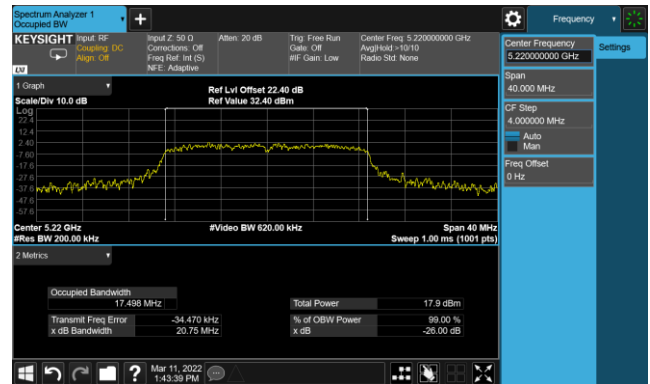 Spectrum Analyzer 1
Occupied BW
Frequency
KEYSIGHT
Input: RF
Coupling: DC
Align: Off
Input Z: 50 Ω
Corrections: Off
Freq Ref: Int (S)
NFE: Adaptive
Atten: 20 dB
Trig: Free Run
Gate: Off
#IF Gain: Low
Center Freq: 5.220000000 GHz
Avg|Hold:>10/10
Radio Std: None
LXI
Center Frequency
5.220000000 GHz
Settings
Span
40.000 MHz
CF Step
4.000000 MHz
Auto
Man
Freq Offset
0 Hz
1 Graph
Scale/Div 10.0 dB
Ref Lvl Offset 22.40 dB
Ref Value 32.40 dBm
Log
22.4
12.4
2.40
-7.60
-17.6
-27.6
-37.6
-47.6
-57.6
Center 5.22 GHz
#Video BW 620.00 kHz
Span 40 MHz
#Res BW 200.00 kHz
Sweep 1.00 ms (1001 pts)
2 Metrics
Occupied Bandwidth
17.498 MHz
Total Power
17.9 dBm
Transmit Freq Error
-34.470 kHz
% of OBW Power
99.00 %
x dB Bandwidth
20.75 MHz
x dB
-26.00 dB
Mar 11, 2022
1:43:39 PM